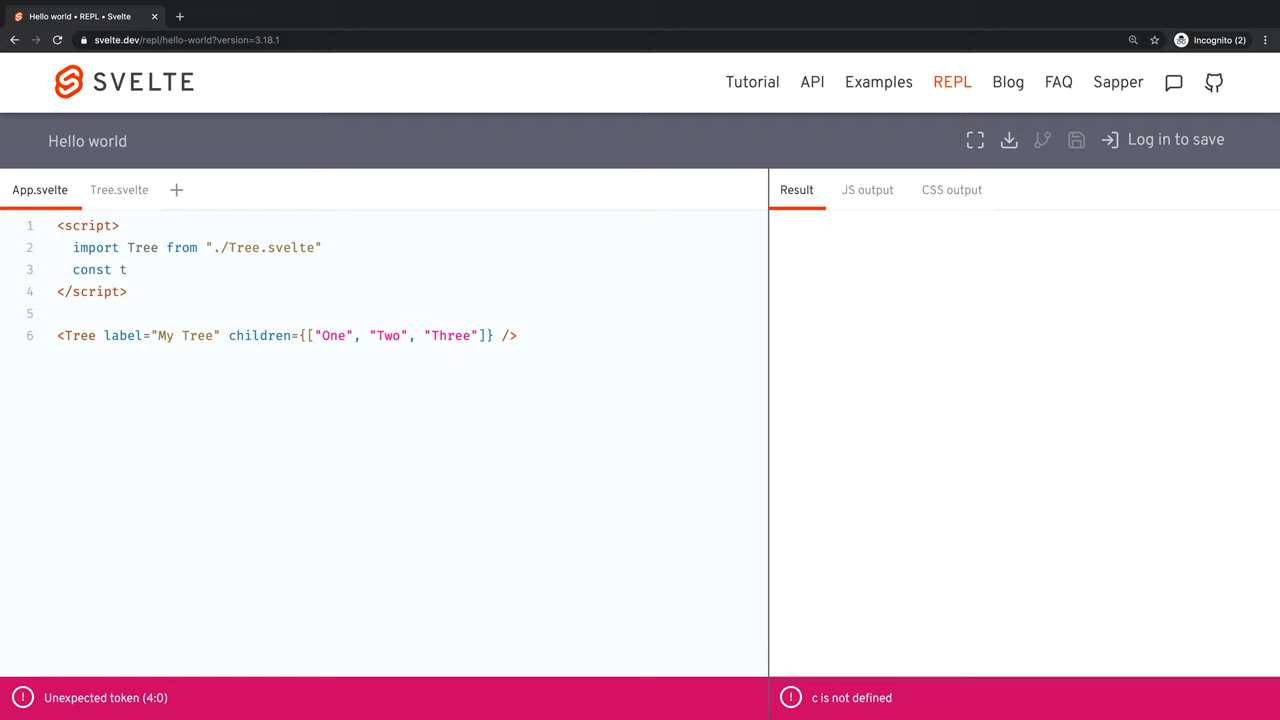 Hello world • REPL • Svelte
svelte.dev/repl/hello-world?version=3.18.1
Incognito (2)
SVELTE
Tutorial API Examples REPL Blog FAQ Sapper
Hello world
Log in to save
App.svelte Tree.svelte
Result JS output CSS output
1 <script>
2 import Tree from "./Tree.svelte"
3 const t
4 </script>
5
6 <Tree label="My Tree" children={["One", "Two", "Three"]} />
Unexpected token (4:0)
c is not defined